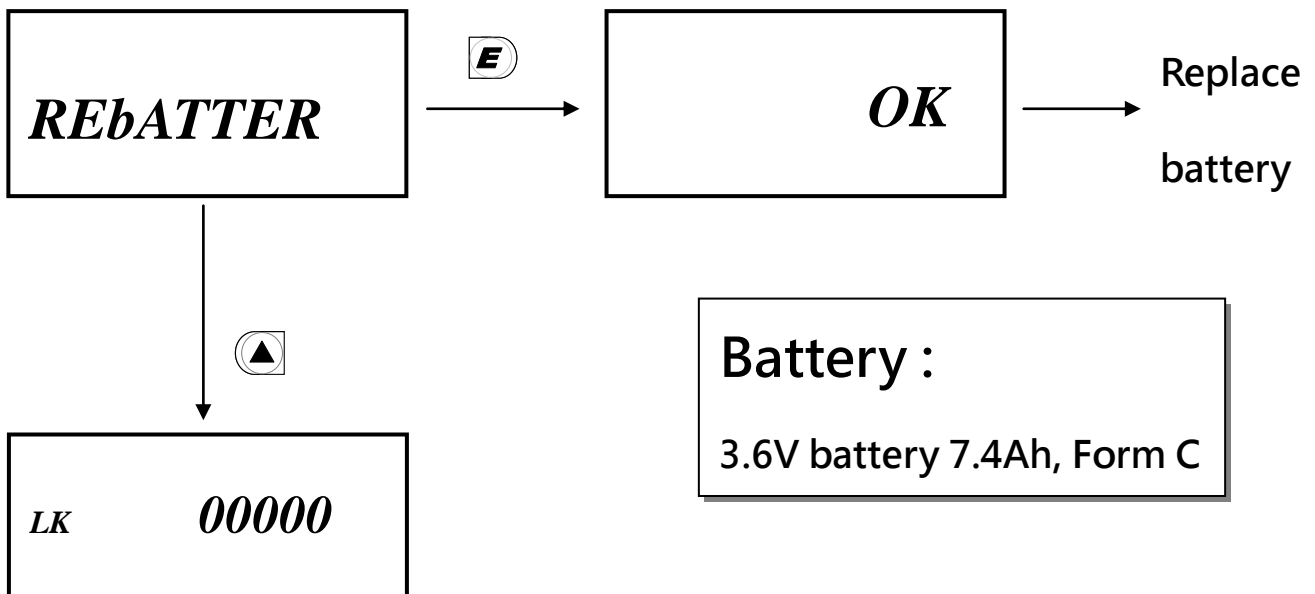 REbATTER
E
OK
Replace
battery
Battery :
3.6V battery 7.4Ah, Form C
LK 00000